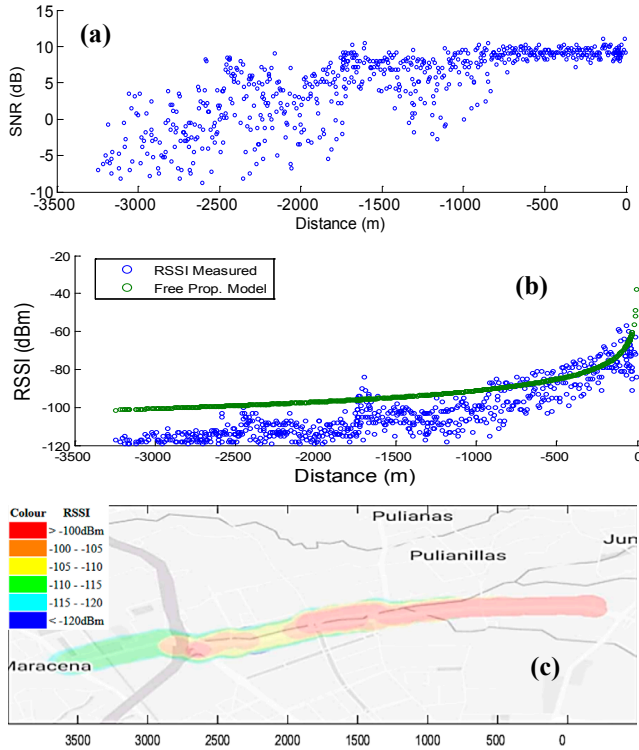 (a)
15
10
5
0
-5
-10
SNR (dB)
-3500 -3000 -2500 -2000 -1500 -1000 -500 0
Distance (m)
(b)
RSSI Measured
Free Prop. Model
-20
-40
-60
-80
-100
-120
RSSI (dBm)
-3500 -3000 -2500 -2000 -1500 -1000 -500 0
Distance (m)
Colour RSSI
> -100dBm
-100 - -105
-105 - -110
-110 - -115
-115 - -120
< -120dBm
Pulianas
Pulianillas
Jun
Maracena
(c)
3500 3000 2500 2000 1500 1000 500 0